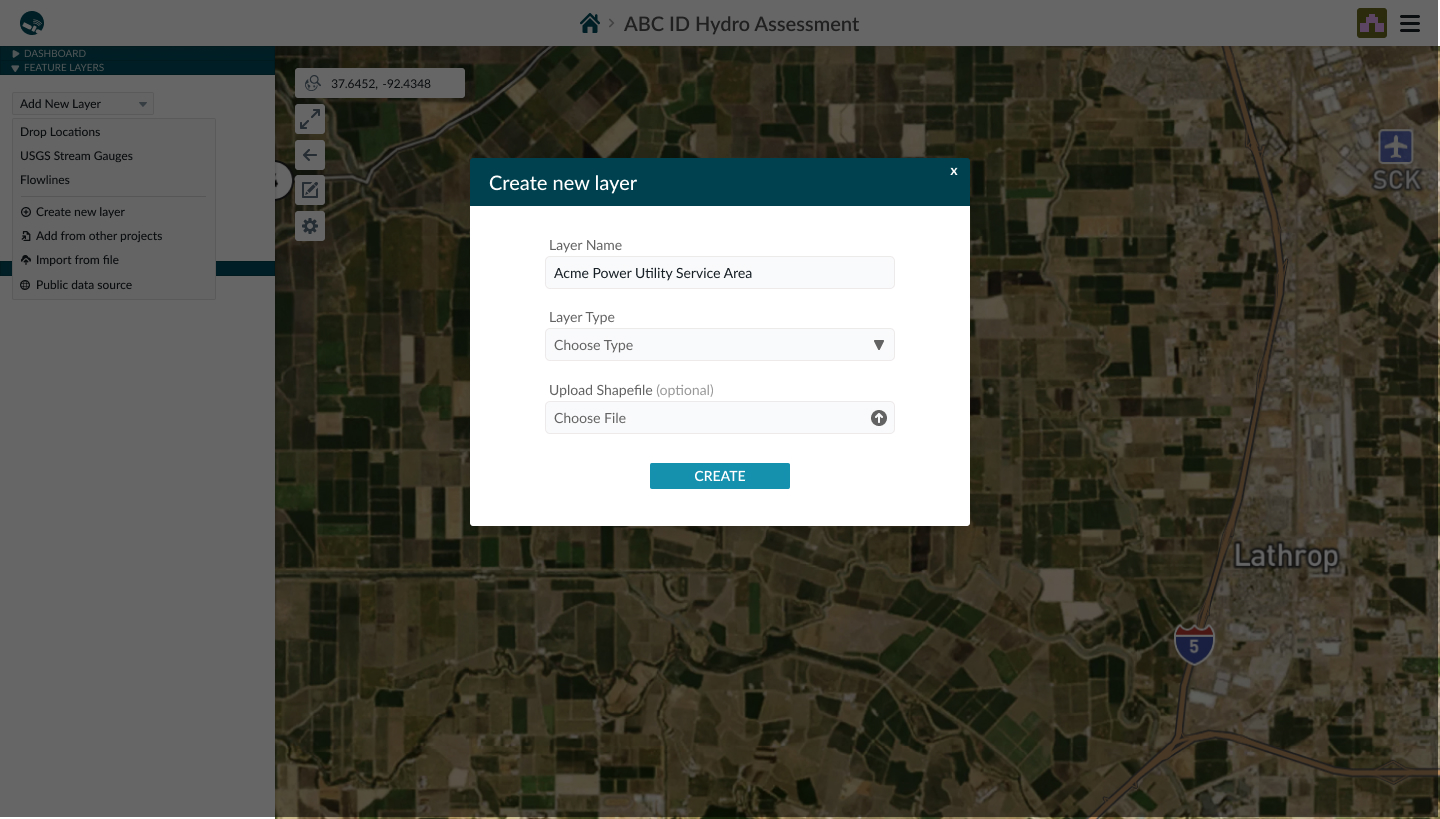 ABC ID Hydro Assessment
DASHBOARD
FEATURE LAYERS
Add New Layer
Drop Locations
USGS Stream Gauges
Flowlines
Create new layer
Add from other projects
Import from file
Public data source
37.6452, -92.4348
Create new layer
x
Layer Name
Acme Power Utility Service Area
Layer Type
Choose Type
Upload Shapefile (optional)
Choose File
CREATE
SCK
Lathrop
5